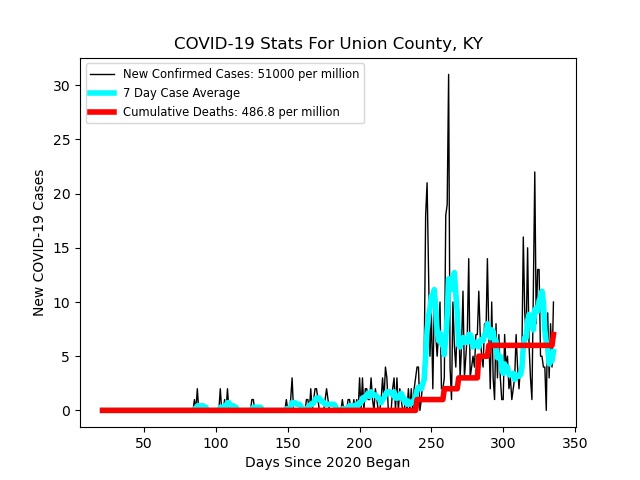 COVID-19 Stats For Union County, KY
New Confirmed Cases: 51000 per million
7 Day Case Average
Cumulative Deaths: 486.8 per million
New COVID-19 Cases
30
25
20
15
10
5
0
50
100
150
200
250
300
350
Days Since 2020 Began